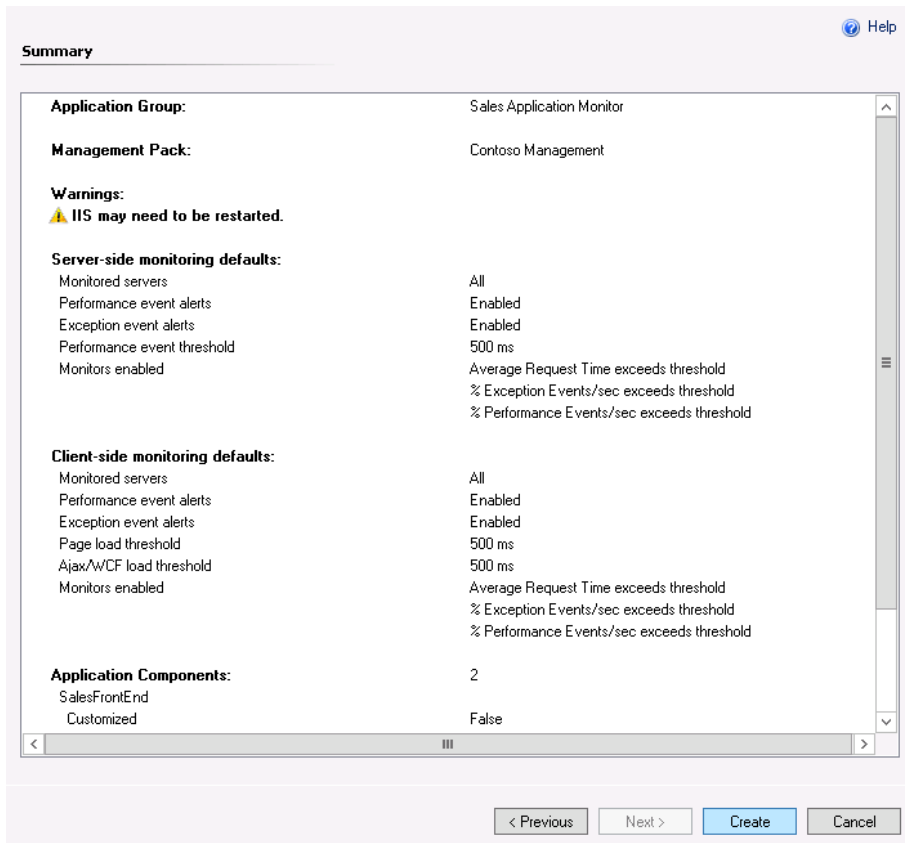 Help
Summary
Application Group: Sales Application Monitor
Management Pack: Contoso Management
Warnings:
IIS may need to be restarted.
Server-side monitoring defaults:
Monitored servers All
Performance event alerts Enabled
Exception event alerts Enabled
Performance event threshold 500 ms
Monitors enabled Average Request Time exceeds threshold
% Exception Events/sec exceeds threshold
% Performance Events/sec exceeds threshold
Client-side monitoring defaults:
Monitored servers All
Performance event alerts Enabled
Exception event alerts Enabled
Page load threshold 500 ms
Ajax/WCF load threshold 500 ms
Monitors enabled Average Request Time exceeds threshold
% Exception Events/sec exceeds threshold
% Performance Events/sec exceeds threshold
Application Components: 2
SalesFrontEnd
Customized False
< Previous Next > Create Cancel